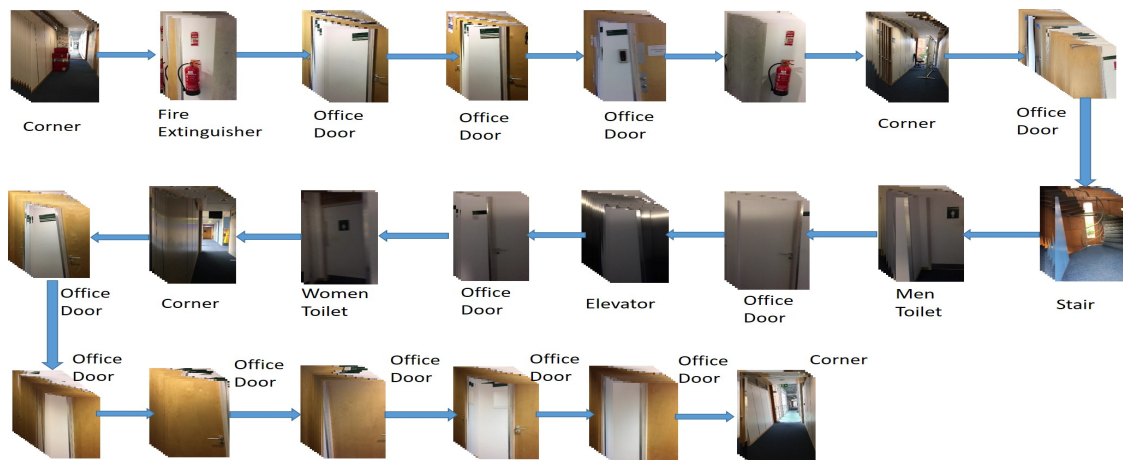 Corner
Fire
Extinguisher
Office
Door
Office
Door
Office
Door
Corner
Office
Door
Office
Door
Corner
Women
Toilet
Office
Door
Elevator
Office
Door
Men
Toilet
Stair
Office
Door
Office
Door
Office
Door
Office
Door
Office
Door
Corner